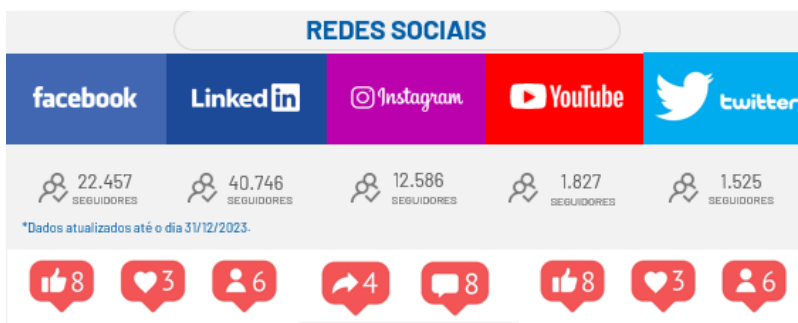 REDES SOCIAIS
facebook Linked in Instagram YouTube twitter
22.457 40.746 12.586 1.827 1.525
SEGUIDORES SEGUIDORES SEGUIDORES SEGUIDORES SEGUIDORES
*Dados atualizados até o dia 31/12/2023.
8 3 6 4 8 8 3 6